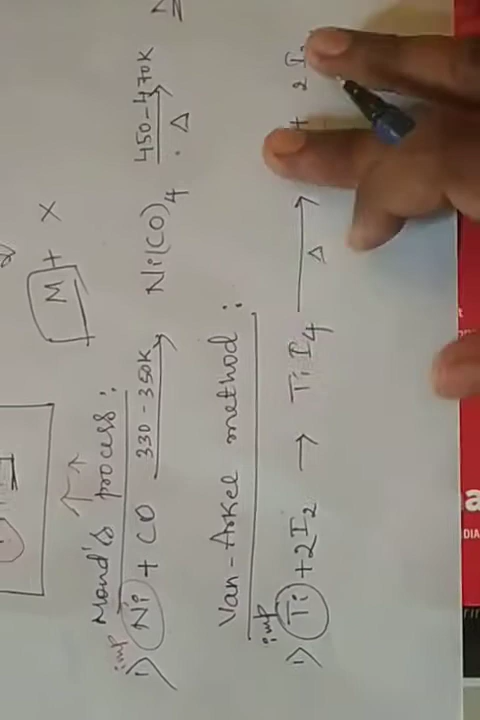 M + X
Mond's process:
imp
1) Ni + CO 330-350K → Ni(CO)4 450-470K → Δ
Van-Arkel method:
imp
1) Ti + 2I2 → TiI4 → Δ + 2I